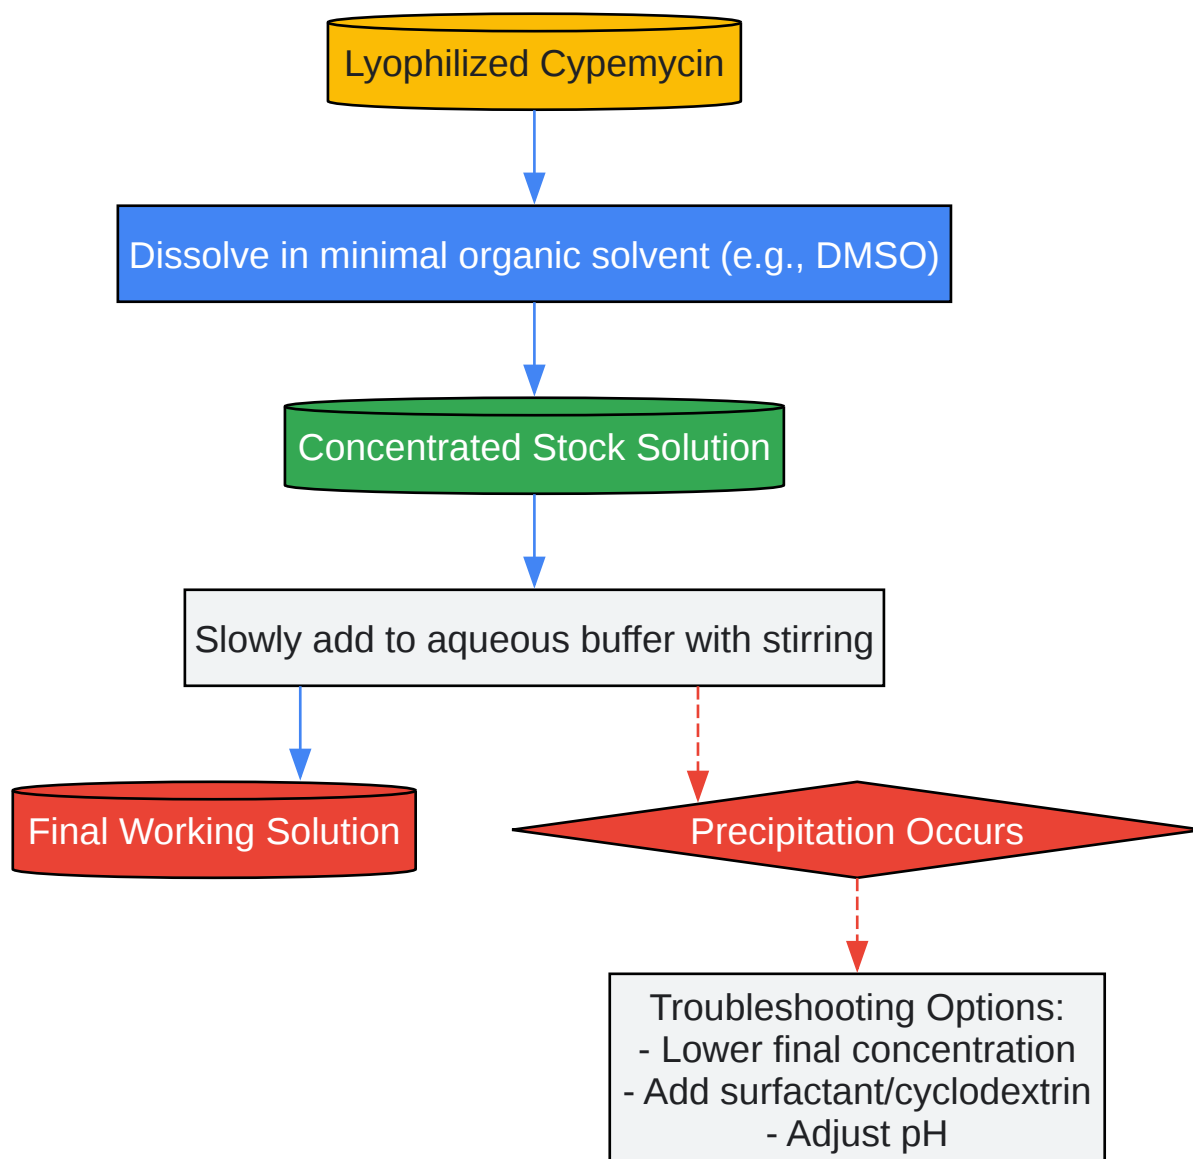 Lyophilized Cypemycin
Dissolve in minimal organic solvent (e.g., DMSO)
Concentrated Stock Solution
Slowly add to aqueous buffer with stirring
Final Working Solution
Precipitation Occurs
Troubleshooting Options:
- Lower final concentration
- Add surfactant/cyclodextrin
- Adjust pH